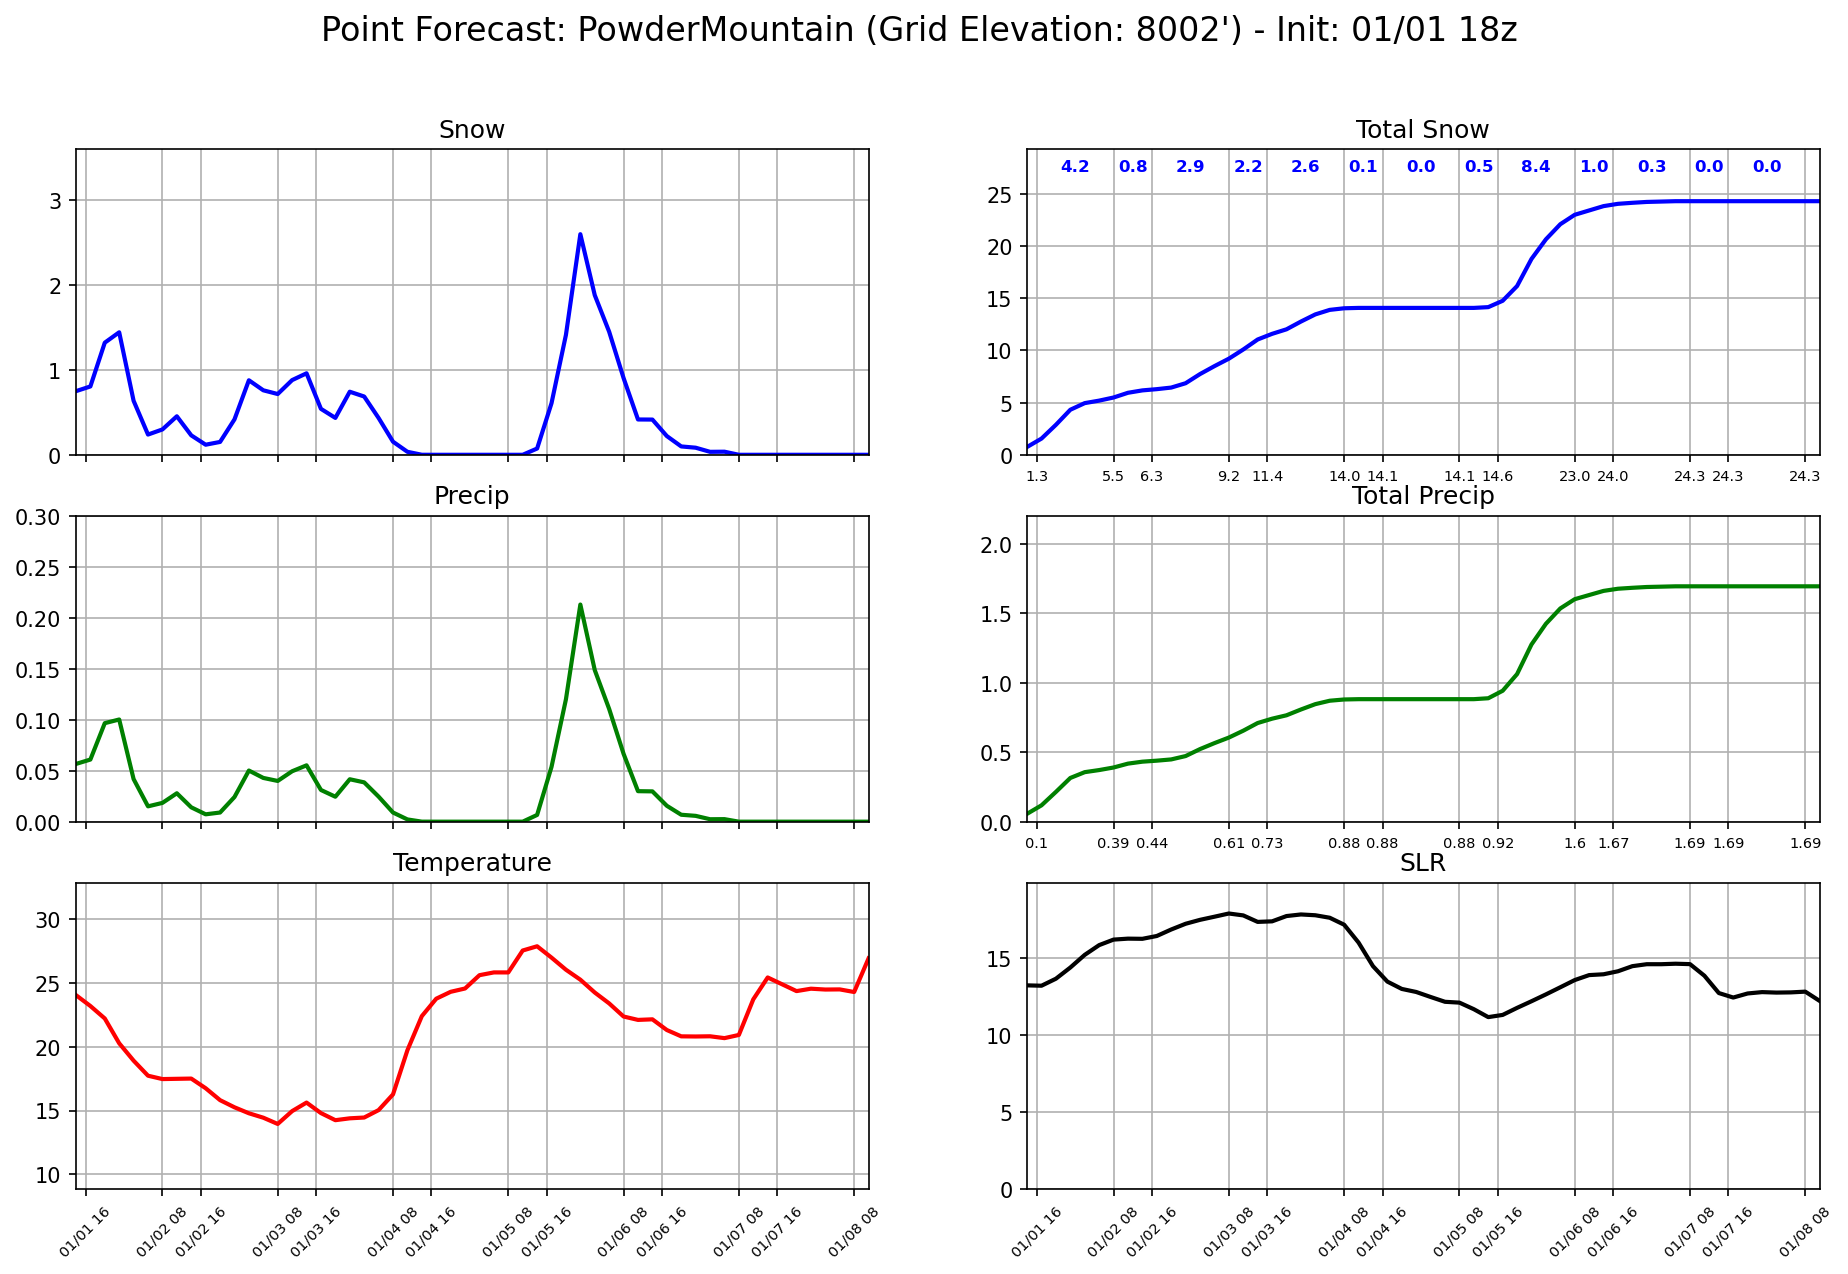 Point Forecast: PowderMountain (Grid Elevation: 8002') - Init: 01/01 18z
Snow
3
2
1
0
Total Snow
4.2 0.8 2.9 2.2 2.6 0.1 0.0 0.5 8.4 1.0 0.3 0.0 0.0
25
20
15
10
5
0
1.3 5.5 6.3 9.2 11.4 14.0 14.1 14.1 14.6 23.0 24.0 24.3 24.3 24.3
Precip
0.30
0.25
0.20
0.15
0.10
0.05
0.00
Total Precip
2.0
1.5
1.0
0.5
0.0
0.1 0.39 0.44 0.61 0.73 0.88 0.88 0.88 0.92 1.6 1.67 1.69 1.69 1.69
Temperature
30
25
20
15
10
01/01 16 01/02 08 01/02 16 01/03 08 01/03 16 01/04 08 01/04 16 01/05 08 01/05 16 01/06 08 01/06 16 01/07 08 01/07 16 01/08 08
SLR
15
10
5
0
01/01 16 01/02 08 01/02 16 01/03 08 01/03 16 01/04 08 01/04 16 01/05 08 01/05 16 01/06 08 01/06 16 01/07 08 01/07 16 01/08 08